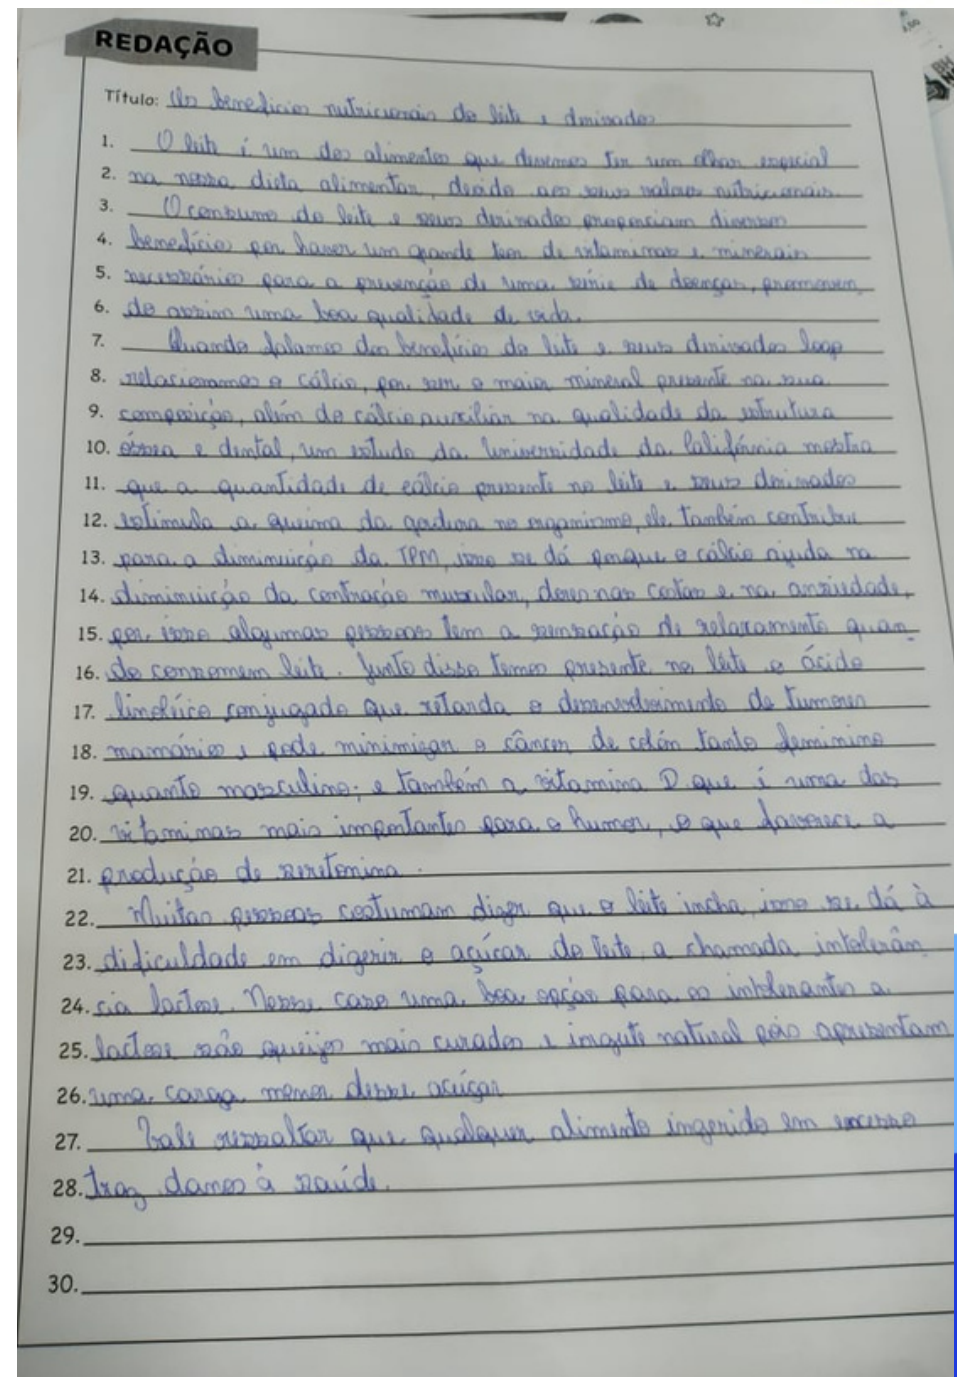 REDAÇÃO
Título: Os benefícios nutricionais do leite e derivados
1. O leite é um dos alimentos que devemos ter um olhar especial
2. na nossa dieta alimentar, devido aos seus valores nutricionais.
3. O consumo do leite e seus derivados propiciam diversos
4. benefícios por haver um grande teor de vitaminas e minerais
5. necessários para a prevenção de uma série de doenças, promoven
6. do assim uma boa qualidade de vida.
7. Quando falamos dos benefícios do leite e seus derivados logo
8. relacionamos o cálcio, por ser o maior mineral presente na sua
9. composição, além do cálcio auxiliar na qualidade da estrutura
10. óssea e dental, um estudo da Universidade da Califórnia mostra
11. que a quantidade de cálcio presente no leite e seus derivados
12. estimula a queima da gordura no organismo, ele também contribui
13. para a diminuição da TPM, isso se dá porque o cálcio ajuda na
14. diminuição da contração muscular, dores nas costas e na ansiedade,
15. por isso algumas pessoas tem a sensação de relaxamento quan
16. do consomem leite. Junto disso temos presente no leite o ácido
17. linoléico conjugado que retarda o desenvolvimento de tumores
18. mamários e pode minimizar o câncer de colón tanto feminino
19. quanto masculino; e também a vitamina D que é uma das
20. vitaminas mais importantes para o humor, o que favorece a
21. produção de serotonina.
22. Muitas pessoas costumam dizer que o leite incha, isso se dá à
23. dificuldade em digerir o açúcar do leite, a chamada intolerân
24. cia lactose. Nesse caso uma boa opção para os intolerantes a
25. lactose são queijos mais curados e iogurte natural pois apresentam
26. uma carga menor desse açúcar
27. Vale ressaltar que qualquer alimento ingerido em excesso
28. traz danos à saúde.
29.
30.